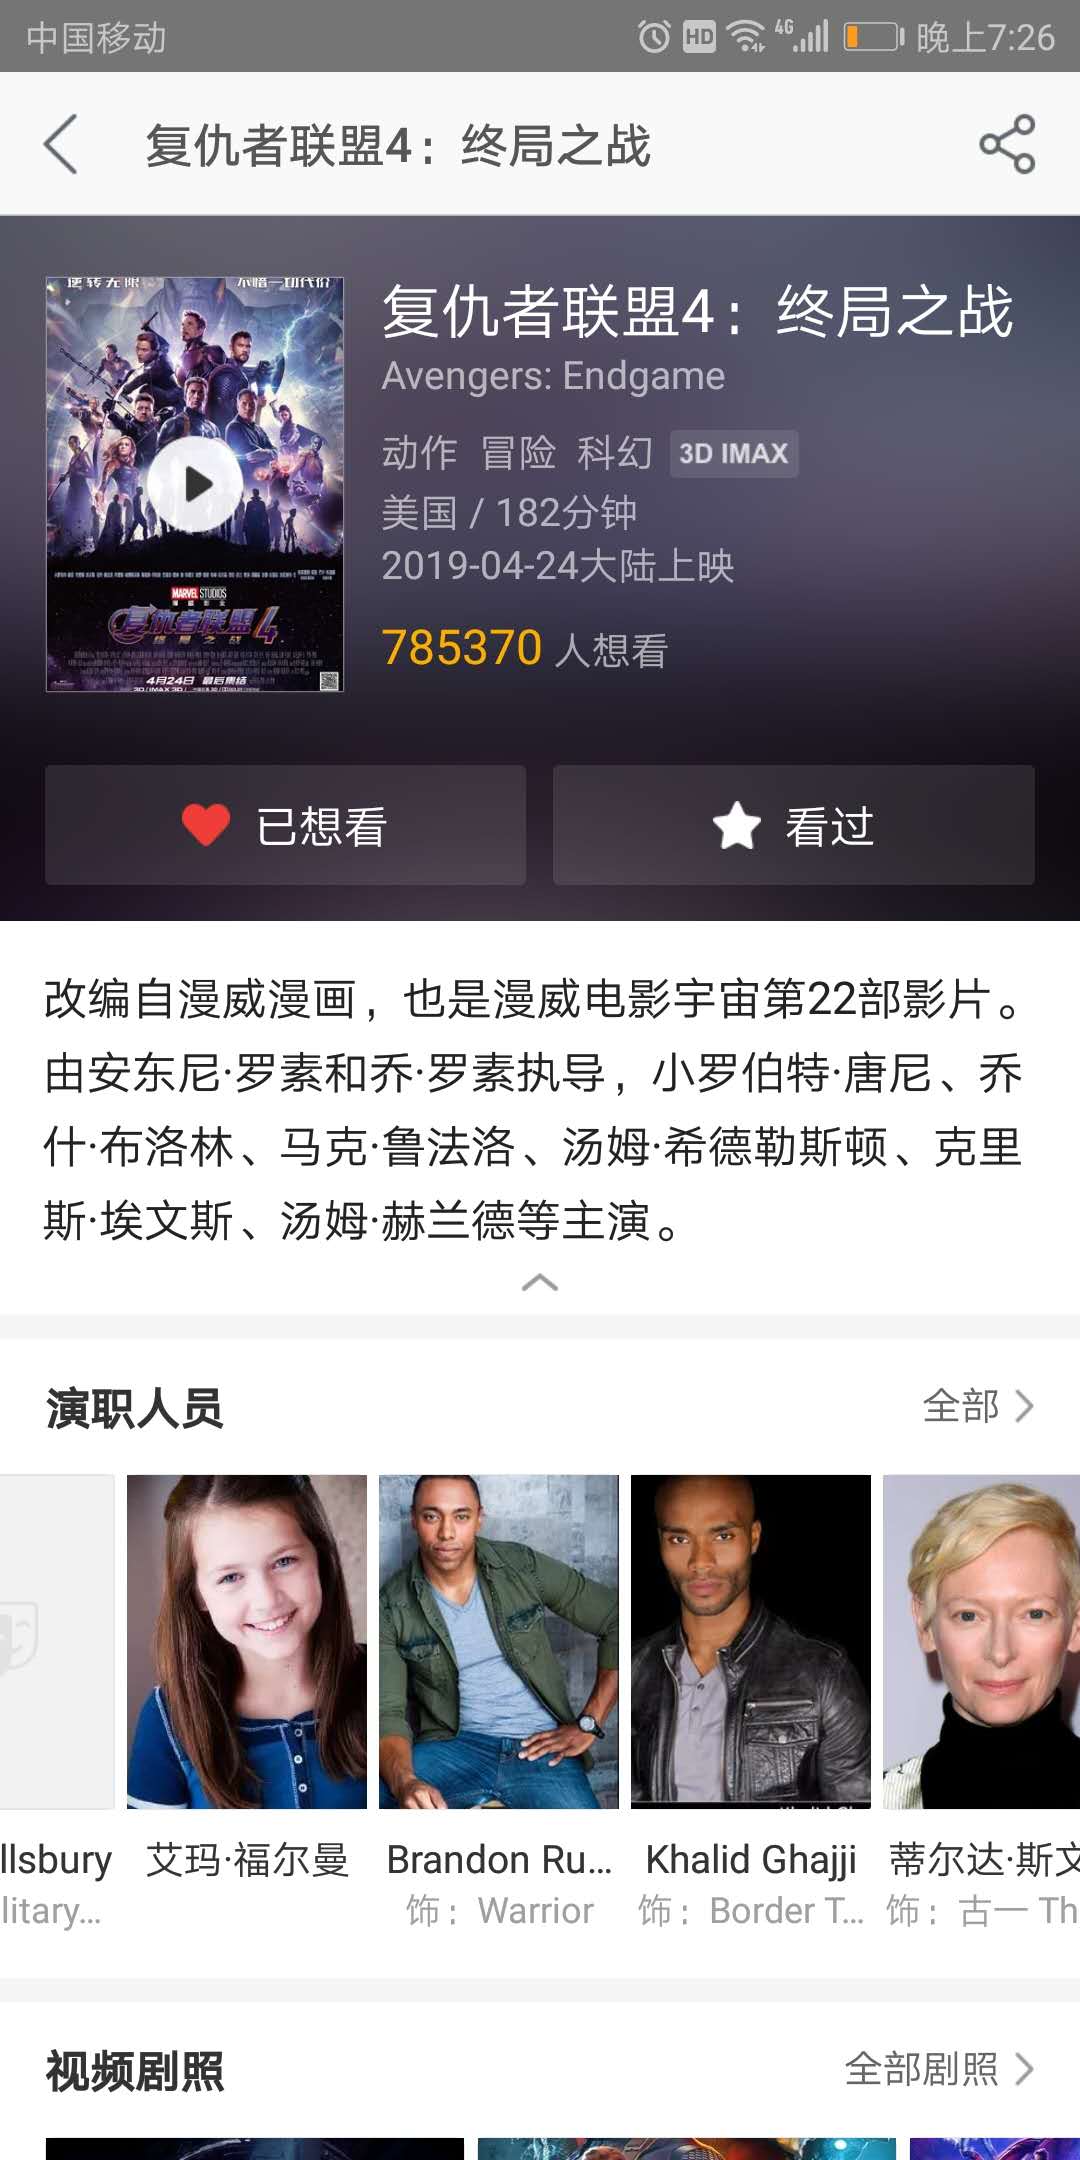 中国移动
HD 4G 晚上7:26
复仇者联盟4：终局之战
逆转无限 不惜一切代价
复仇者联盟4：终局之战
Avengers: Endgame
动作 冒险 科幻 3D IMAX
美国 / 182分钟
2019-04-24大陆上映
785370 人想看
MARVEL STUDIOS
复仇者联盟4
终局之战
4月24日 最后集结
已想看
看过
改编自漫威漫画，也是漫威电影宇宙第22部影片。
由安东尼·罗素和乔·罗素执导，小罗伯特·唐尼、乔
什·布洛林、马克·鲁法洛、汤姆·希德勒斯顿、克里
斯·埃文斯、汤姆·赫兰德等主演。
演职人员
全部
llsbury 艾玛·福尔曼 Brandon Ru... Khalid Ghajji 蒂尔达·斯文
litary... 饰：Warrior 饰：Border T... 饰：古一 Th
视频剧照
全部剧照